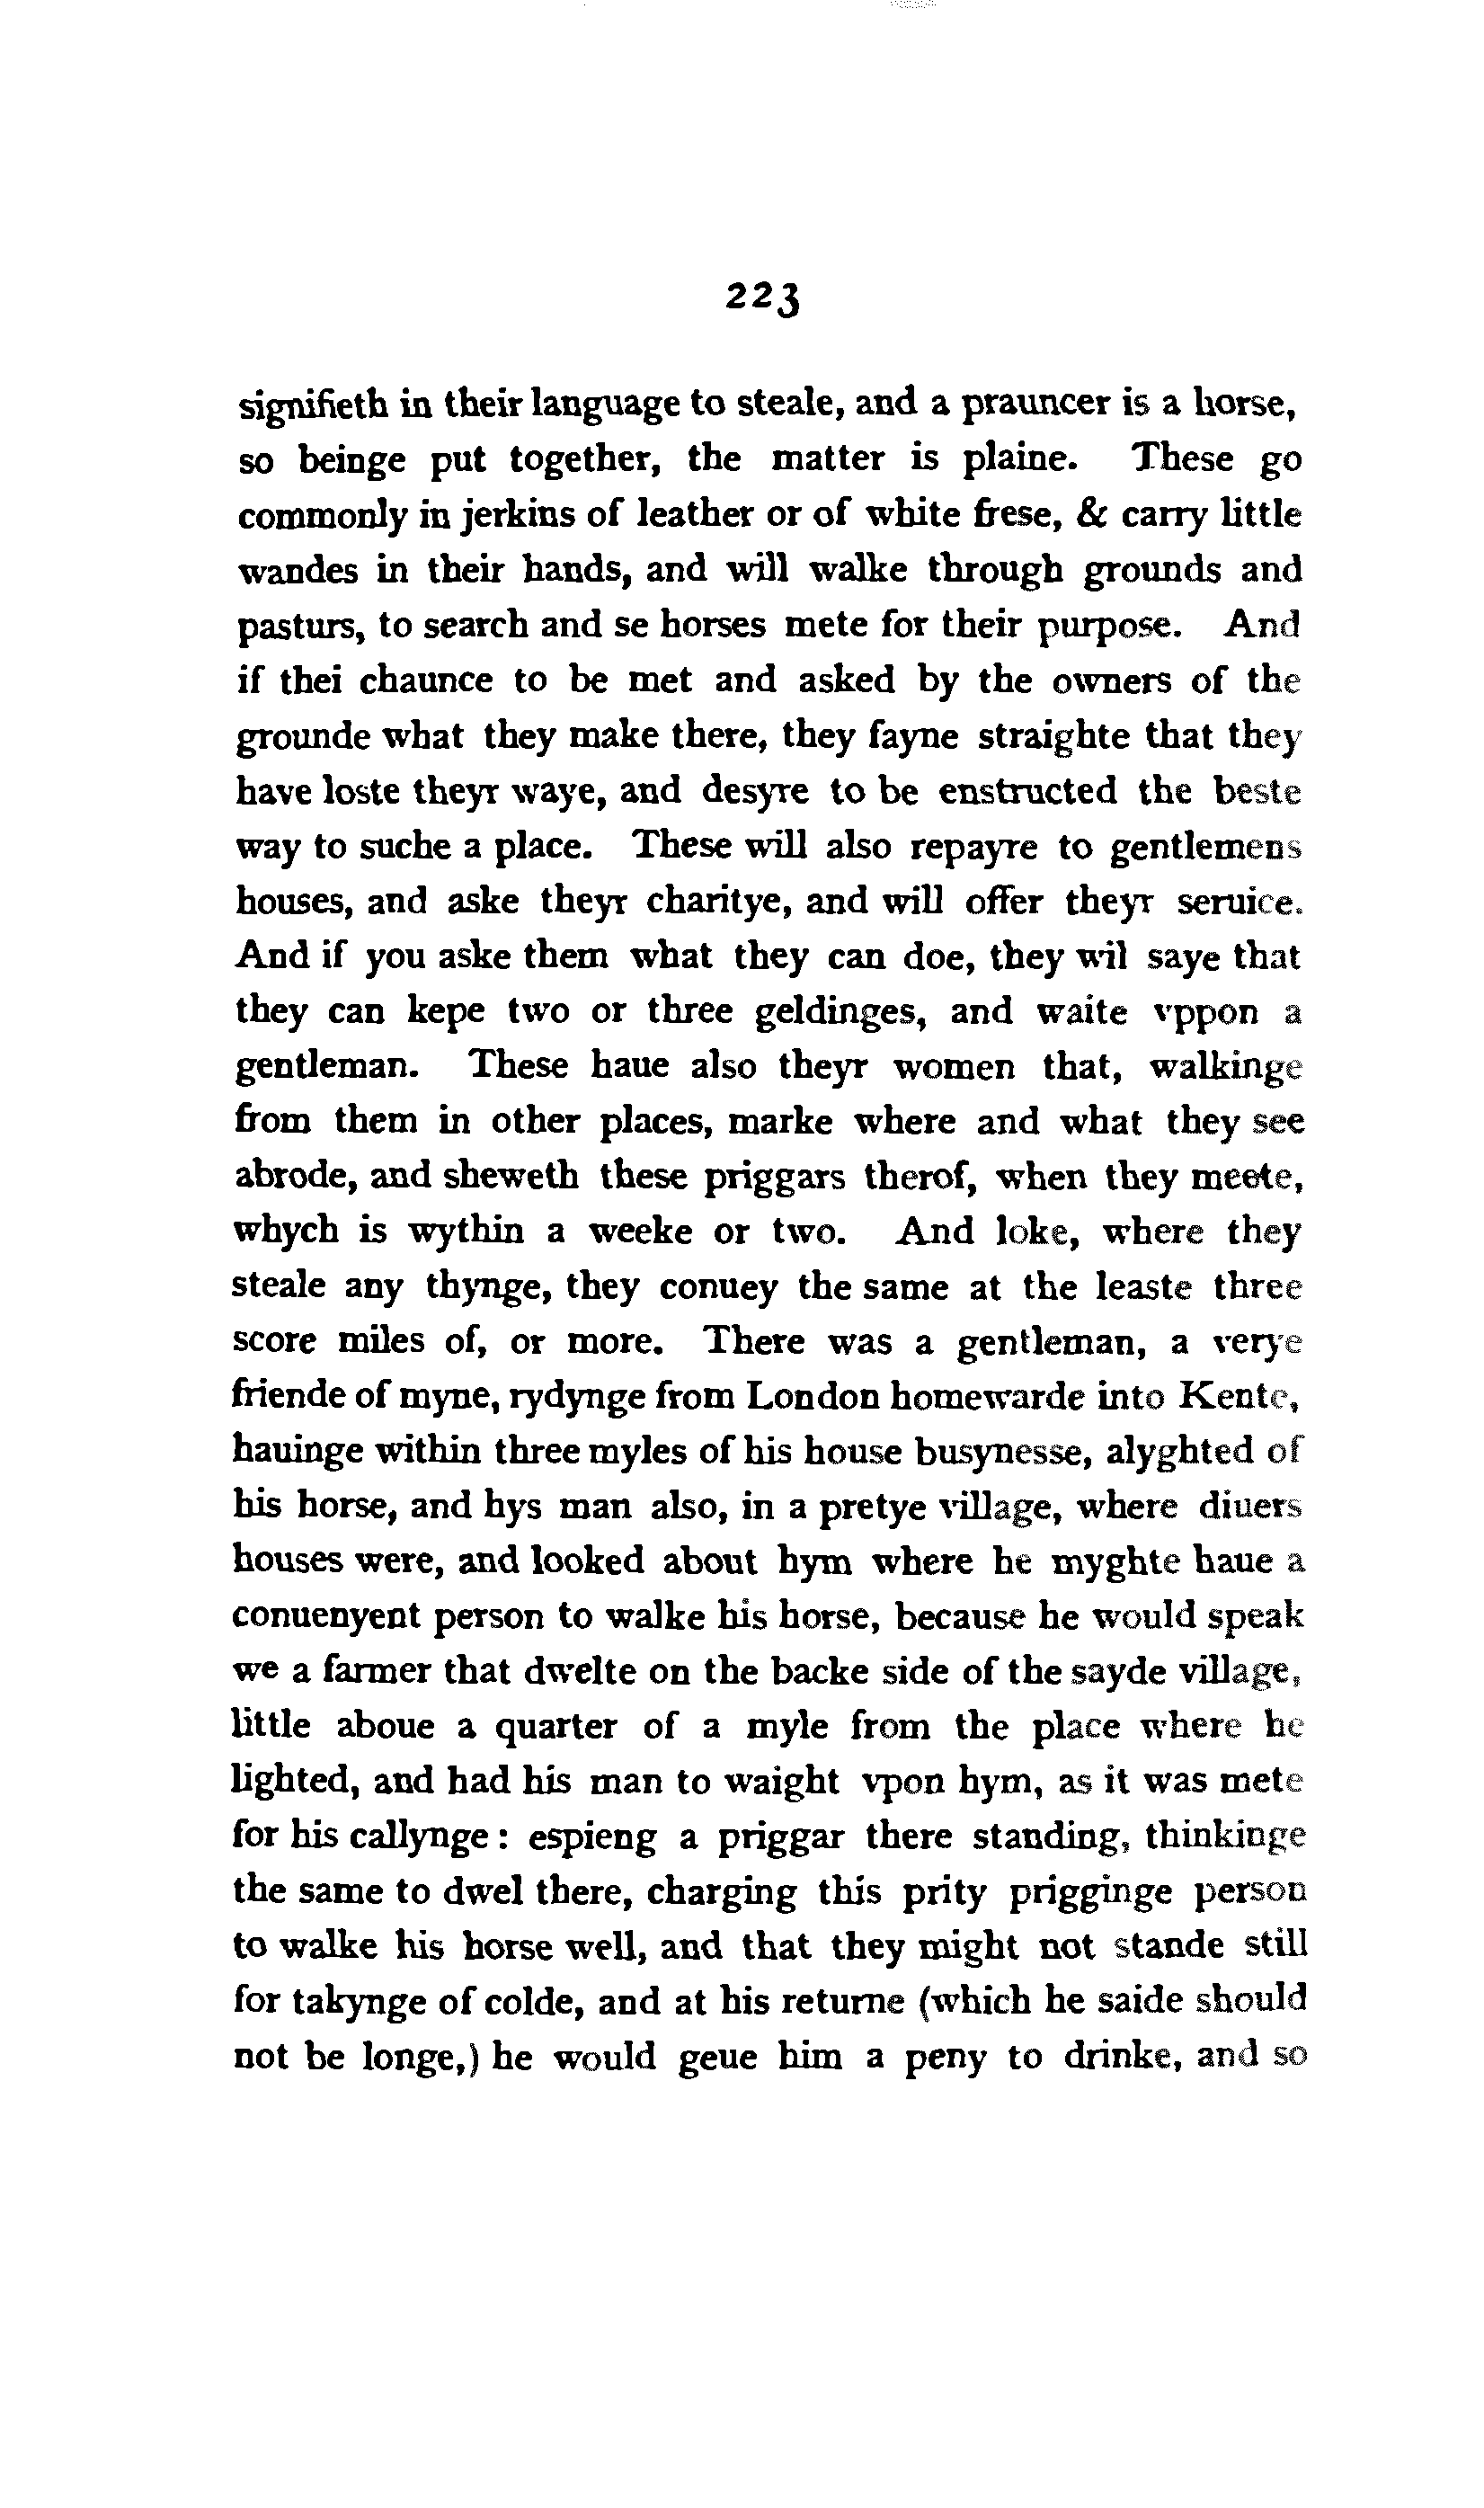 223
signifieth in their language to steale, and a prauncer is a horse,
so beinge put together, the matter is plaine. These go
commonly in jerkins of leather or of white frese, & carry little
wandes in their hands, and will walke through grounds and
pasturs, to search and se horses mete for their purpose. And
if thei chaunce to be met and asked by the owners of the
grounde what they make there, they fayne straighte that they
have loste theyr waye, and desyre to be enstructed the beste
way to suche a place. These will also repayre to gentlemens
houses, and aske theyr charitye, and will offer theyr seruice.
And if you aske them what they can doe, they wil saye that
they can kepe two or three geldinges, and waite vppon a
gentleman. These haue also theyr women that, walkinge
from them in other places, marke where and what they see
abrode, and sheweth these priggars therof, when they meete,
whych is wythin a weeke or two. And loke, where they
steale any thynge, they conuey the same at the leaste three
score miles of, or more. There was a gentleman, a verye
friende of myne, rydynge from London homewarde into Kente,
hauinge within three myles of his house busynesse, alyghted of
his horse, and hys man also, in a pretye village, where diuers
houses were, and looked about hym where he myghte haue a
conuenyent person to walke his horse, because he would speak
we a farmer that dwelte on the backe side of the sayde village,
little aboue a quarter of a myle from the place where he
lighted, and had his man to waight vpon hym, as it was mete
for his callynge: espieng a priggar there standing, thinkinge
the same to dwel there, charging this prity prigginge person
to walke his horse well, and that they might not stande still
for takynge of colde, and at his returne (which he saide should
not be longe,) he would geue him a peny to drinke, and so